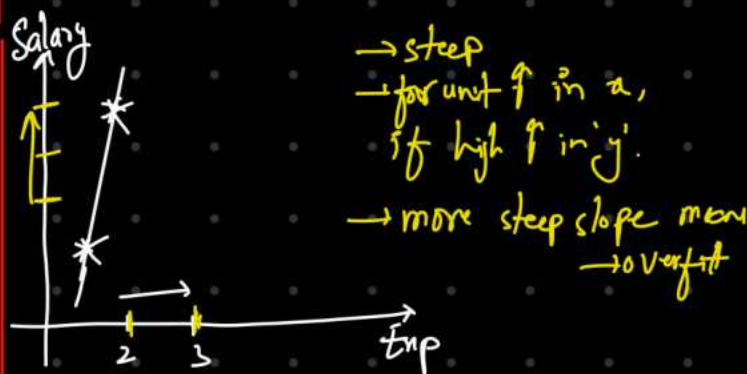 Salary
→ steep
→ for unit ↑ in x,
if high ↑ in 'y'.
→ more steep slope mean
→ overfit
2 3
Exp